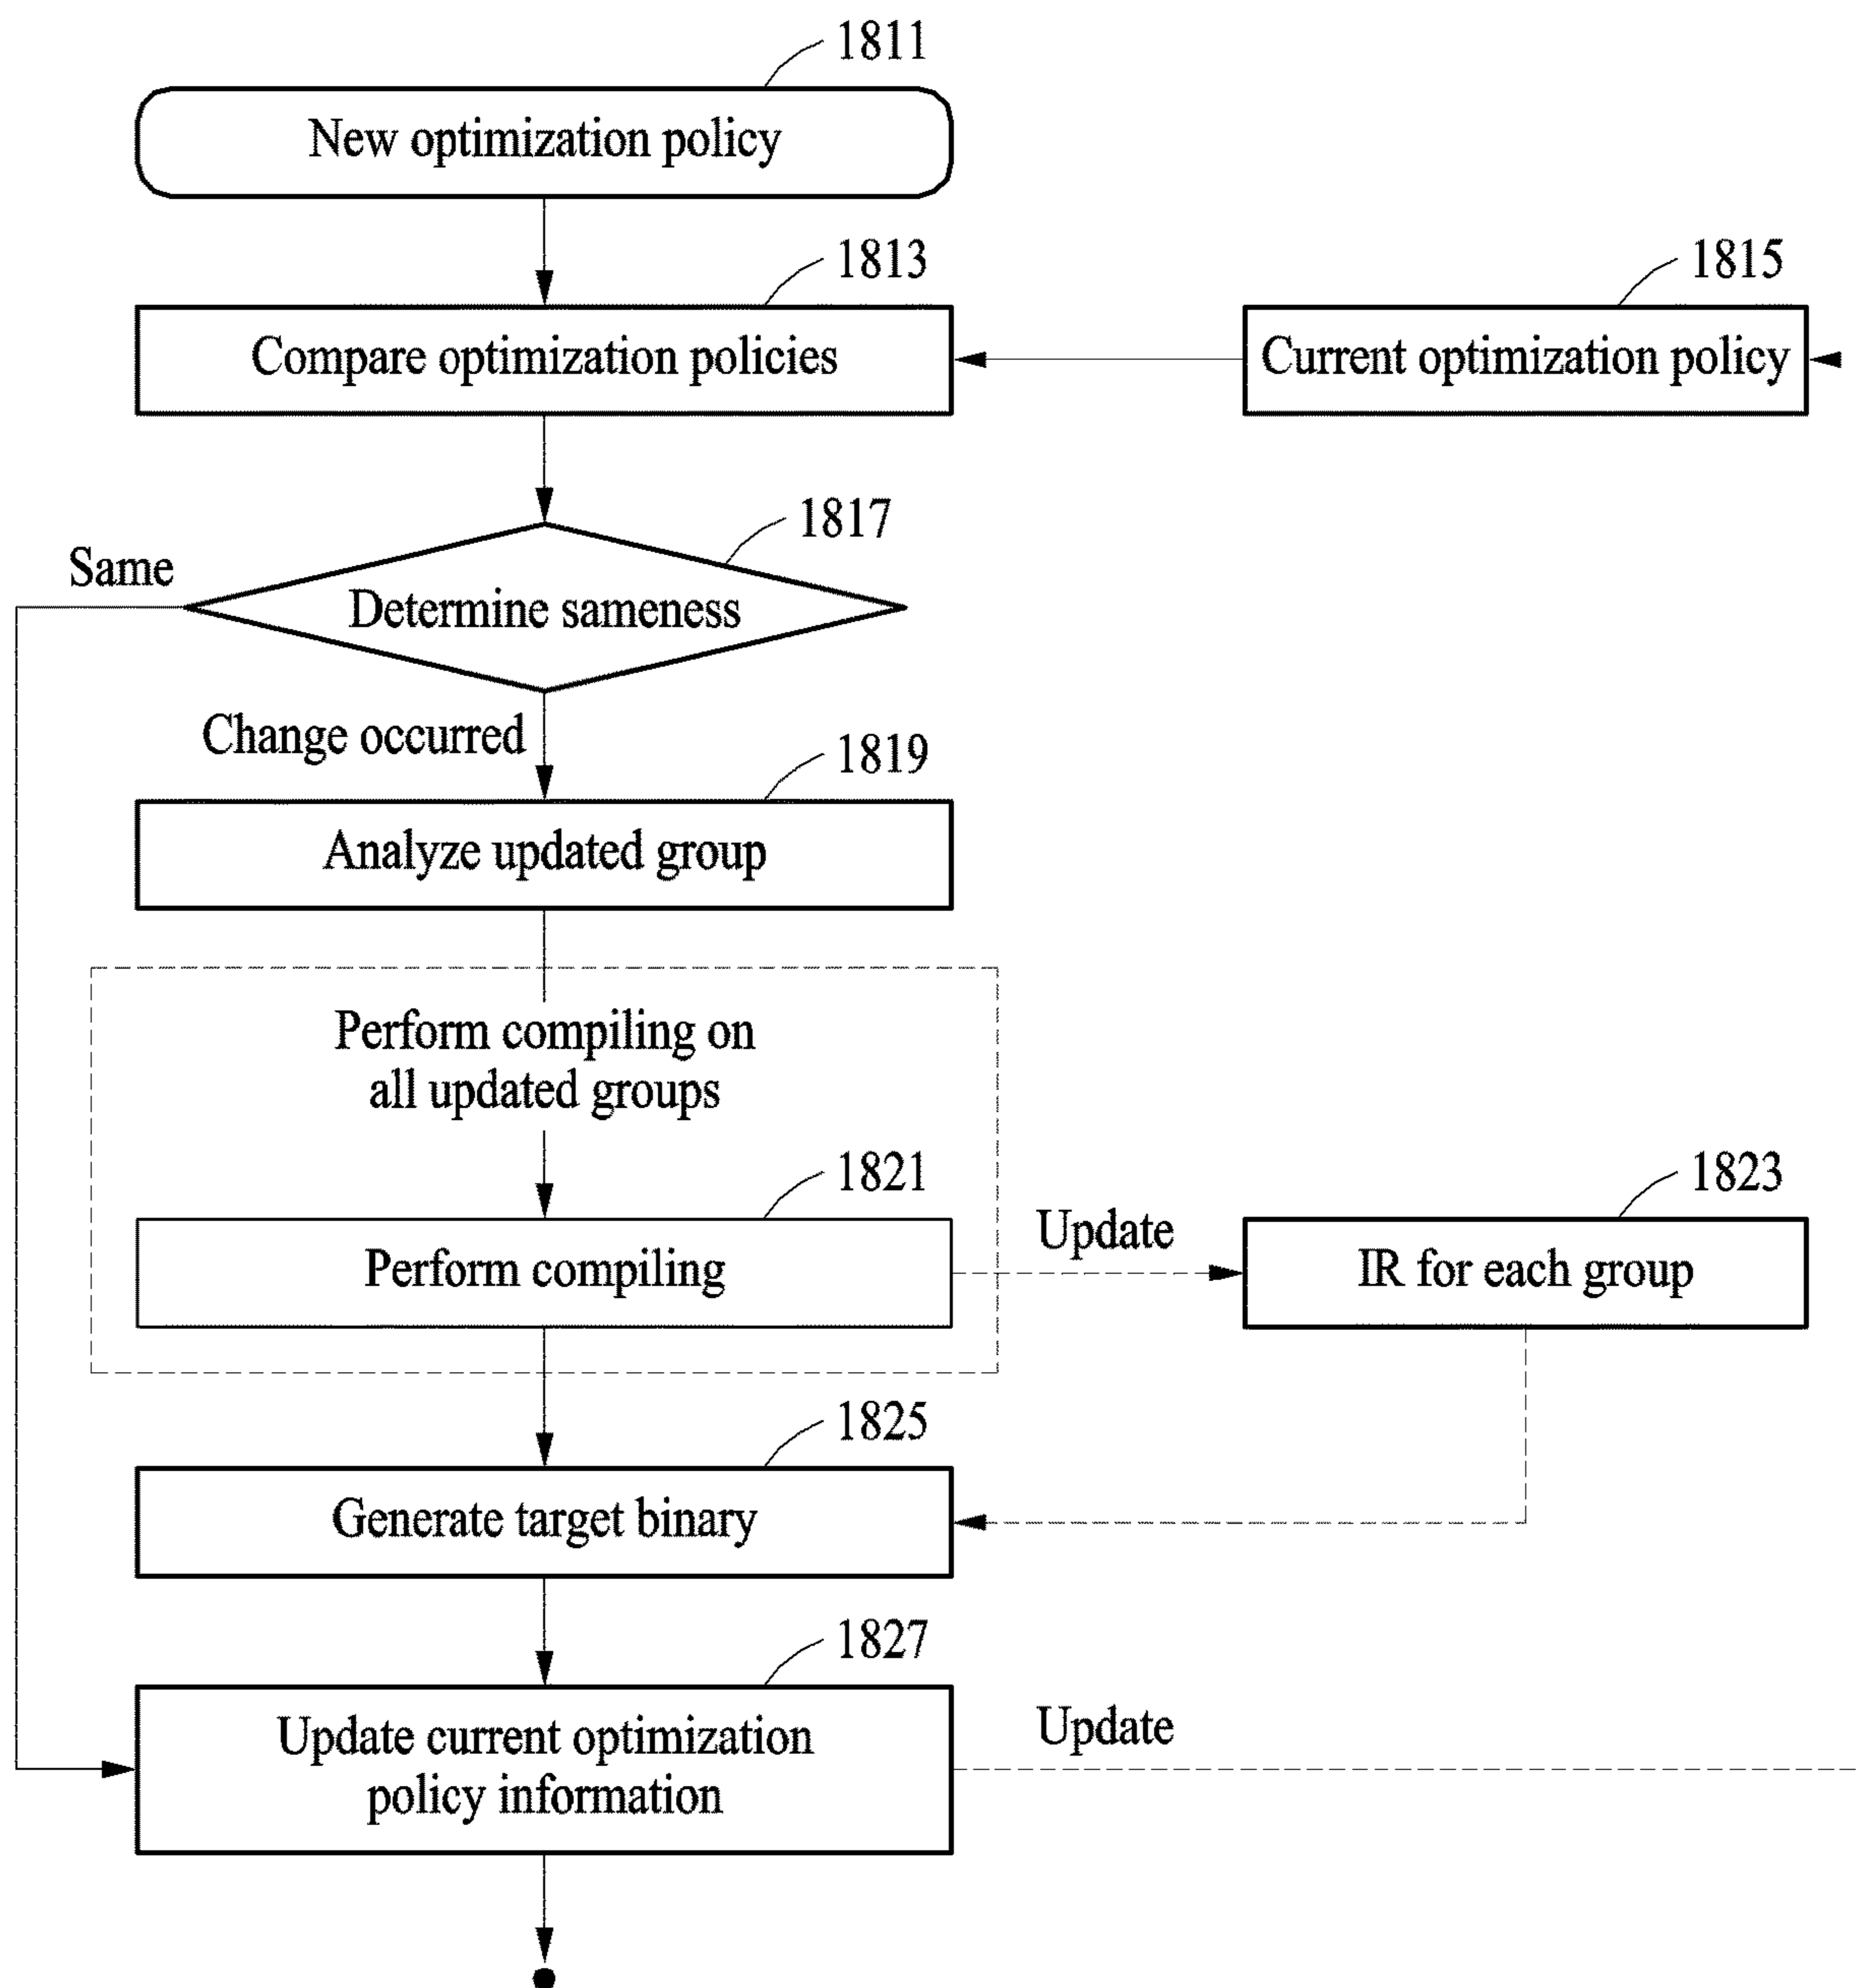 1811
New optimization policy
1813
1815
Compare optimization policies
Current optimization policy
1817
Same
Determine sameness
Change occurred
1819
Analyze updated group
Perform compiling on
all updated groups
1821
1823
Update
Perform compiling
IR for each group
1825
Generate target binary
1827
Update current optimization
policy information
Update